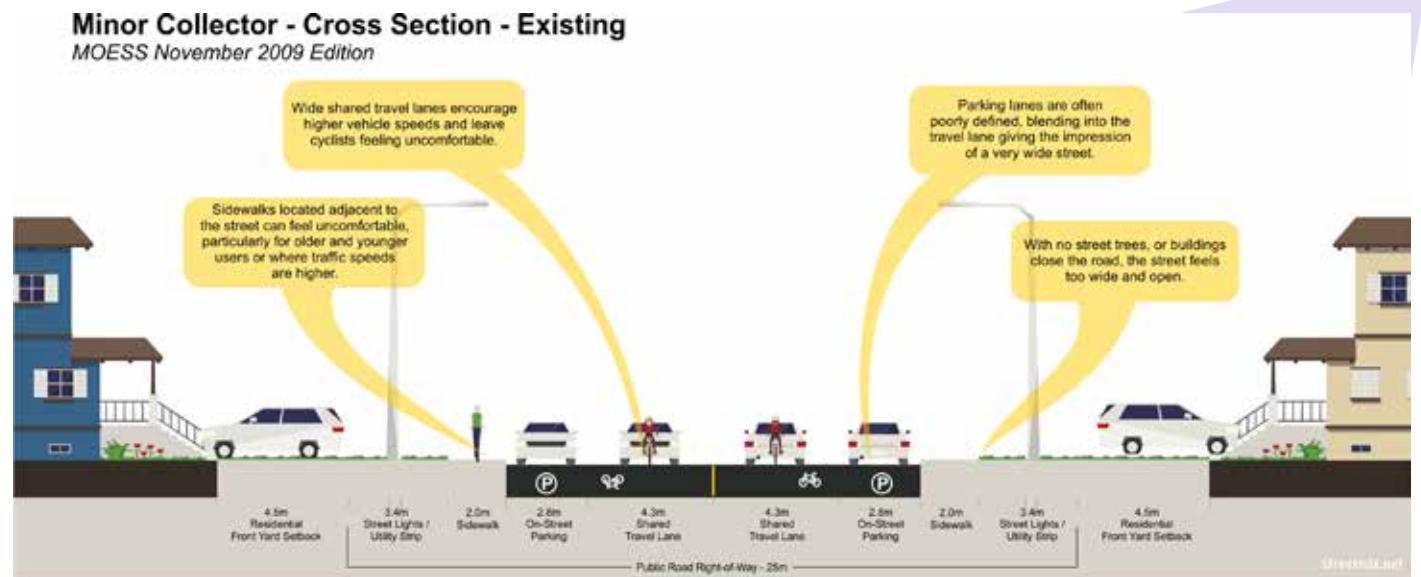 Minor Collector - Cross Section - Existing
MOESS November 2009 Edition
Wide shared travel lanes encourage
higher vehicle speeds and leave
cyclists feeling uncomfortable.
Parking lanes are often
poorly defined, blending into the
travel lane giving the impression
of a very wide street.
Sidewalks located adjacent to
the street can feel uncomfortable,
particularly for older and younger
users or where traffic speeds
are higher.
With no street trees, or buildings
close the road, the street feels
too wide and open.
P
P
4.5m
Residential
Front Yard Setback
3.4m
Street Lights /
Utility Strip
2.0m
Sidewalk
2.8m
On-Street
Parking
4.3m
Shared
Travel Lane
4.3m
Shared
Travel Lane
2.8m
On-Street
Parking
2.0m
Sidewalk
3.4m
Street Lights /
Utility Strip
4.5m
Residential
Front Yard Setback
Public Road Right-of-Way - 25m
streetmix.net